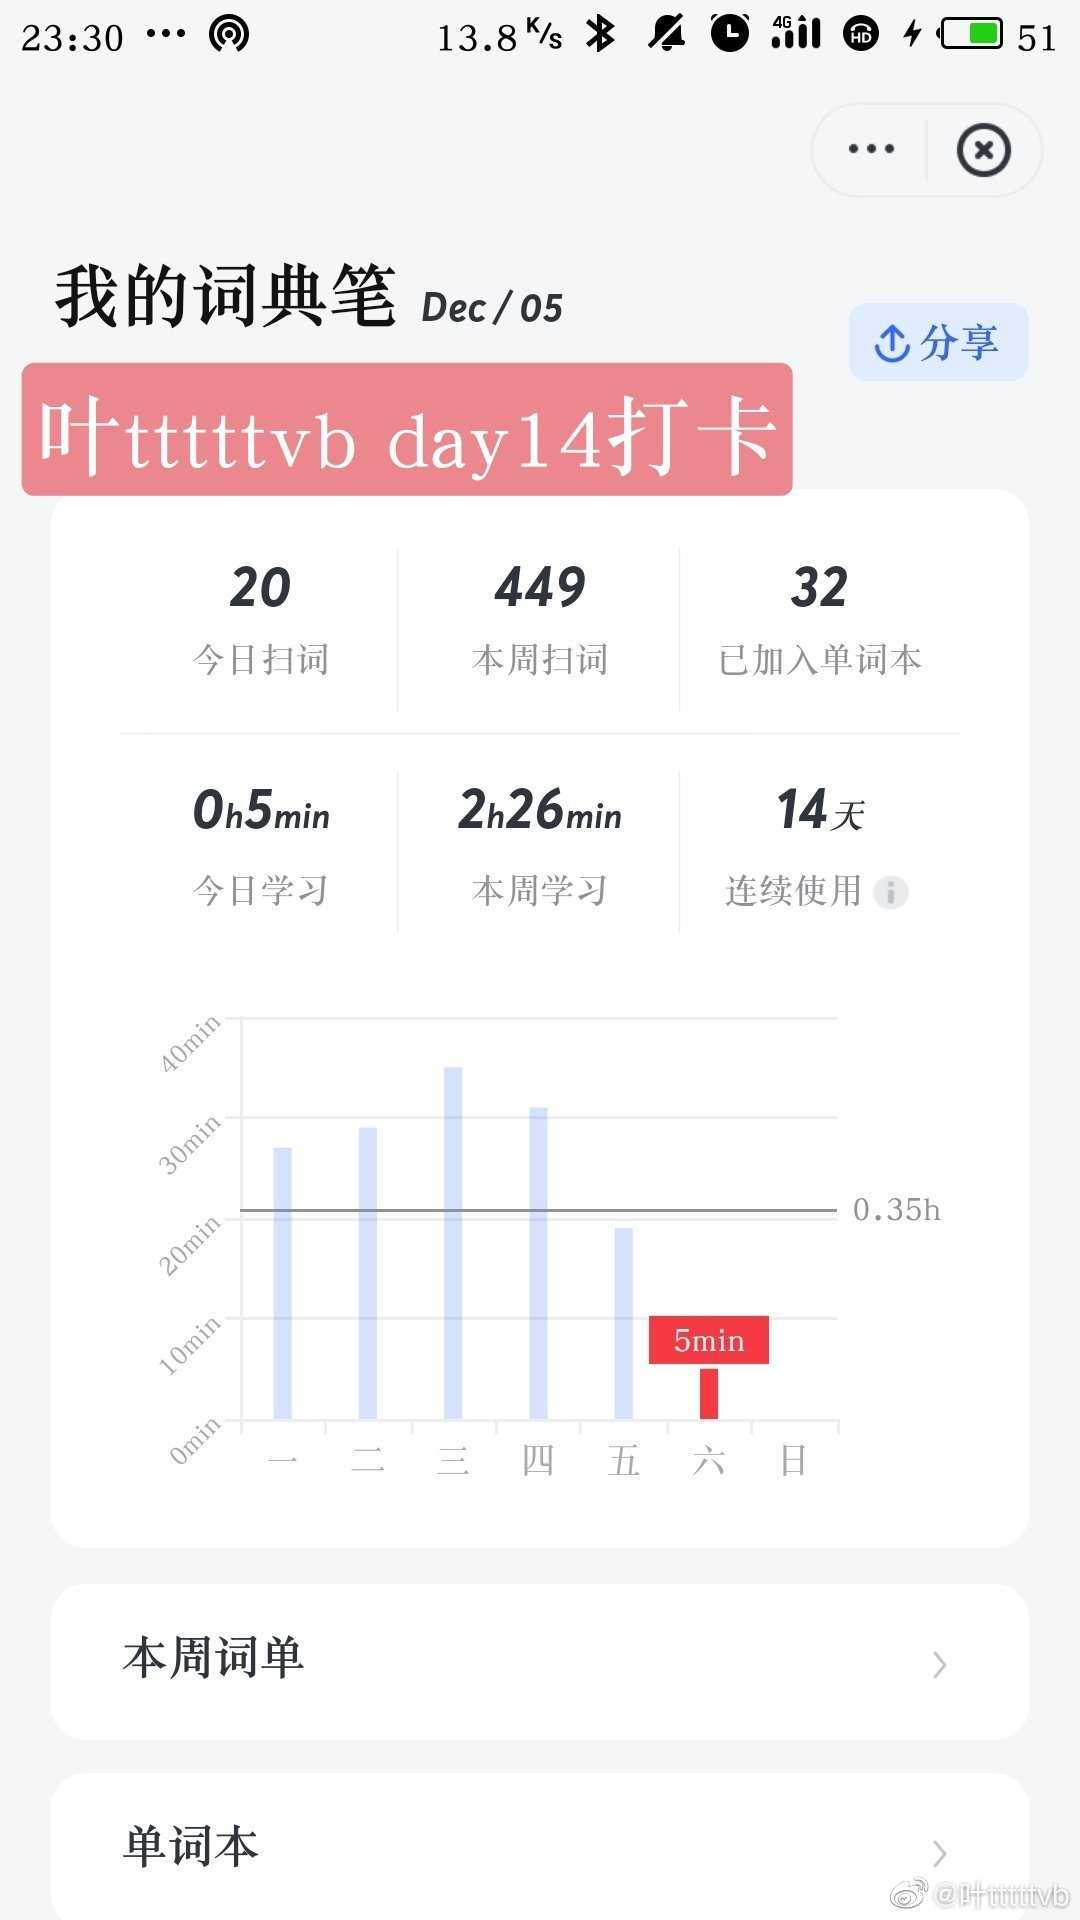 23:30 ... 13.8 K/s 4G HD 51
我的词典笔 Dec / 05
分享
叶tttttvb day14打卡
20 449 32
今日扫词 本周扫词 已加入单词本
0h5min 2h26min 14天
今日学习 本周学习 连续使用
40min
30min
20min
10min
0min
0.35h
5min
一 二 三 四 五 六 日
本周词单
单词本
@叶tttttvb